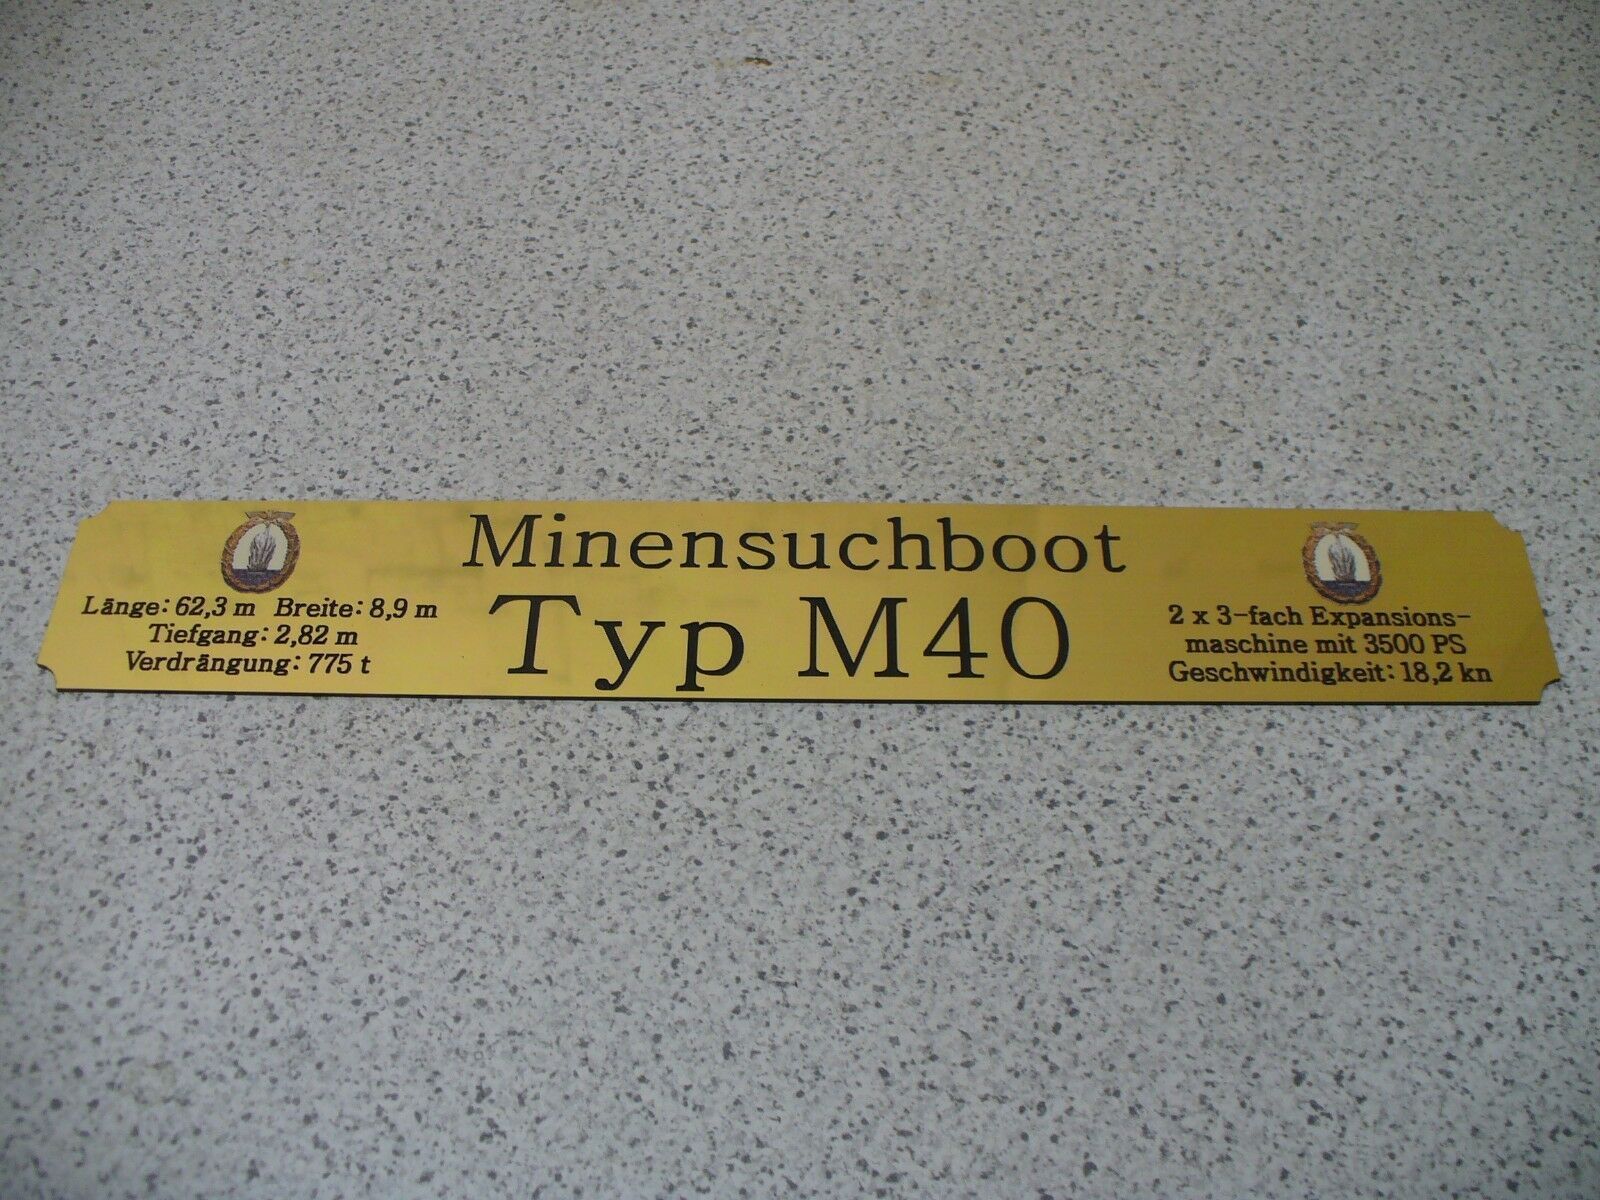 Minensuchboot
Typ M40
Länge: 62,3 m Breite: 8,9 m
Tiefgang: 2,82 m
Verdrängung: 775 t
2 x 3-fach Expansions-
maschine mit 3500 PS
Geschwindigkeit: 18,2 kn